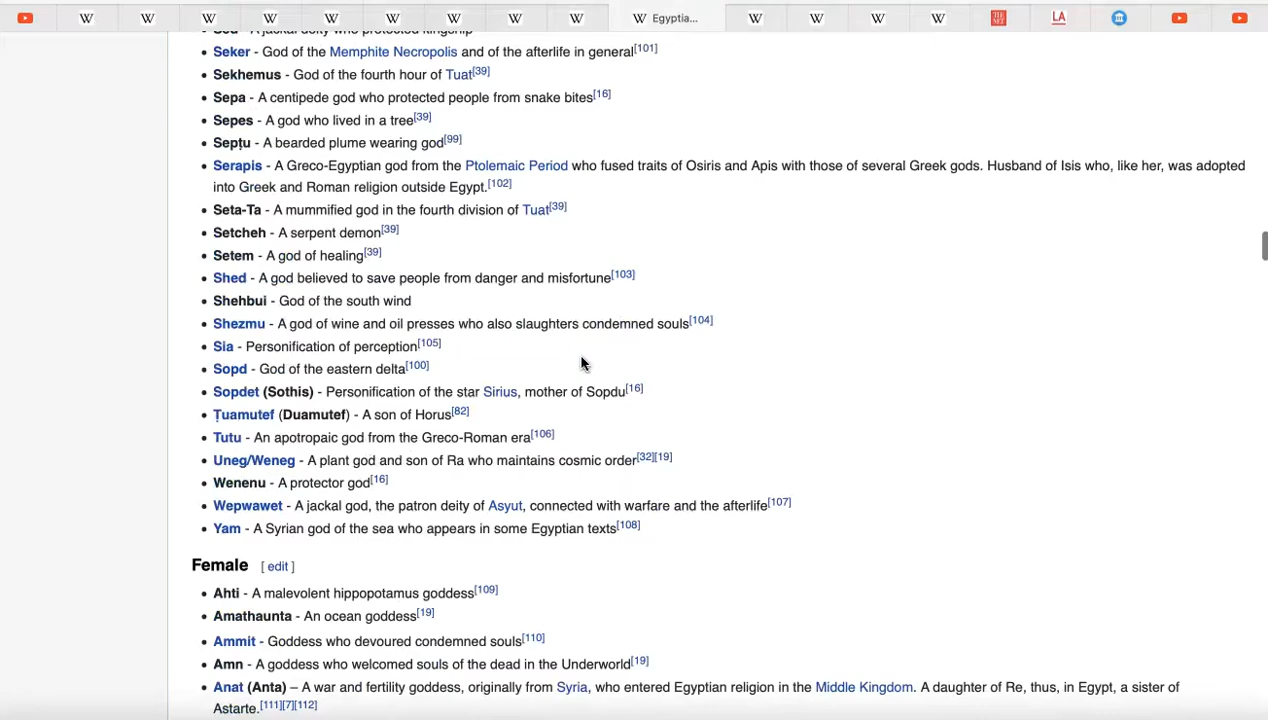 Egyptia...
Seker - God of the Memphite Necropolis and of the afterlife in general[101]
Sekhemus - God of the fourth hour of Tuat[39]
Sepa - A centipede god who protected people from snake bites[16]
Sepes - A god who lived in a tree[39]
Sepṭu - A bearded plume wearing god[99]
Serapis - A Greco-Egyptian god from the Ptolemaic Period who fused traits of Osiris and Apis with those of several Greek gods. Husband of Isis who, like her, was adopted
into Greek and Roman religion outside Egypt.[102]
Seta-Ta - A mummified god in the fourth division of Tuat[39]
Setcheh - A serpent demon[39]
Setem - A god of healing[39]
Shed - A god believed to save people from danger and misfortune[103]
Shehbui - God of the south wind
Shezmu - A god of wine and oil presses who also slaughters condemned souls[104]
Sia - Personification of perception[105]
Sopd - God of the eastern delta[100]
Sopdet (Sothis) - Personification of the star Sirius, mother of Sopdu[16]
Ṭuamutef (Duamutef) - A son of Horus[82]
Tutu - An apotropaic god from the Greco-Roman era[106]
Uneg/Weneg - A plant god and son of Ra who maintains cosmic order[32][19]
Wenenu - A protector god[16]
Wepwawet - A jackal god, the patron deity of Asyut, connected with warfare and the afterlife[107]
Yam - A Syrian god of the sea who appears in some Egyptian texts[108]
Female [ edit ]
Ahti - A malevolent hippopotamus goddess[109]
Amathaunta - An ocean goddess[19]
Ammit - Goddess who devoured condemned souls[110]
Amn - A goddess who welcomed souls of the dead in the Underworld[19]
Anat (Anta) – A war and fertility goddess, originally from Syria, who entered Egyptian religion in the Middle Kingdom. A daughter of Re, thus, in Egypt, a sister of
Astarte.[111][7][112]